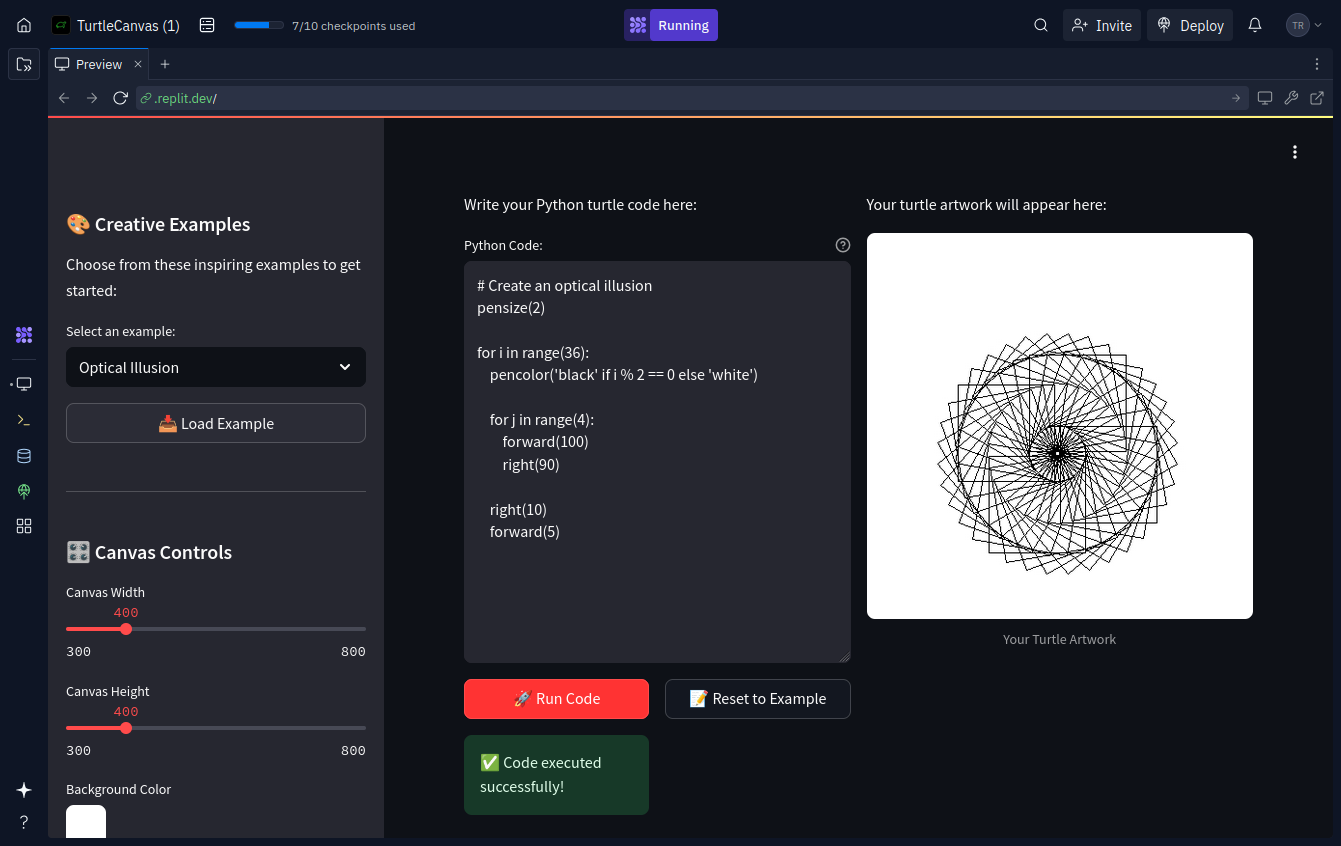 TurtleCanvas (1)
7/10 checkpoints used
Running
Invite
Deploy
TR
Preview
.replit.dev/
🎨 Creative Examples
Choose from these inspiring examples to get
started:
Select an example:
Optical Illusion
📥 Load Example
🎛️ Canvas Controls
Canvas Width
400
300
800
Canvas Height
400
300
800
Background Color
Write your Python turtle code here:
Python Code:
# Create an optical illusion
pensize(2)
for i in range(36):
    pencolor('black' if i % 2 == 0 else 'white')
    for j in range(4):
        forward(100)
        right(90)
    right(10)
    forward(5)
🚀 Run Code
📝 Reset to Example
✅ Code executed
successfully!
Your turtle artwork will appear here:
Your Turtle Artwork